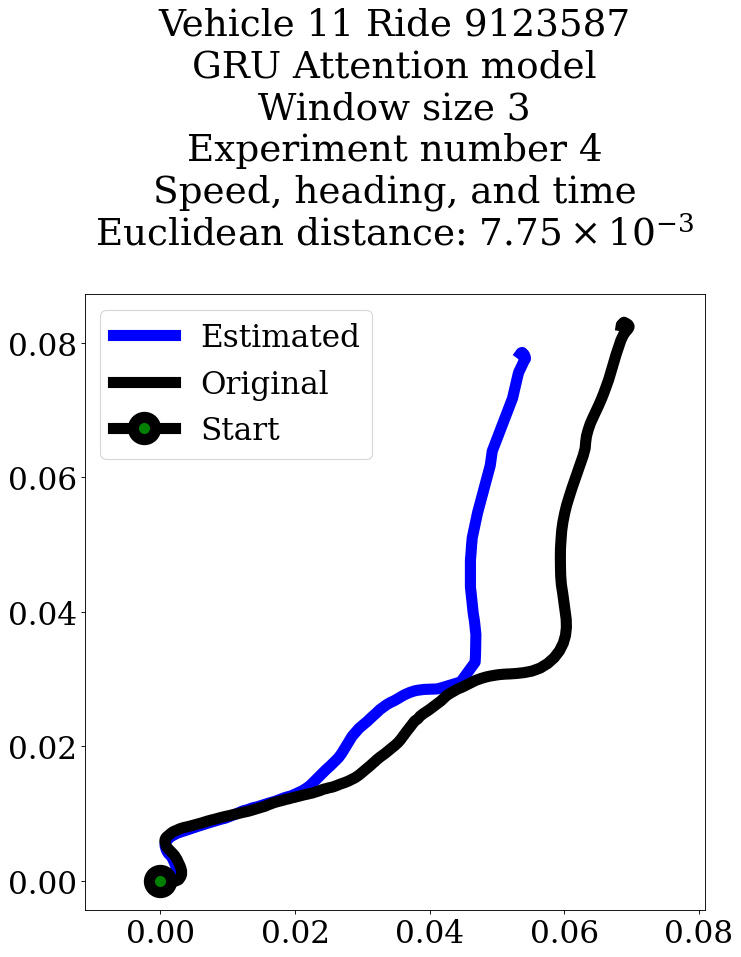 Vehicle 11 Ride 9123587
GRU Attention model
Window size 3
Experiment number 4
Speed, heading, and time
Euclidean distance: 7.75 × 10⁻³
Estimated
Original
Start
0.08
0.06
0.04
0.02
0.00
0.00 0.02 0.04 0.06 0.08